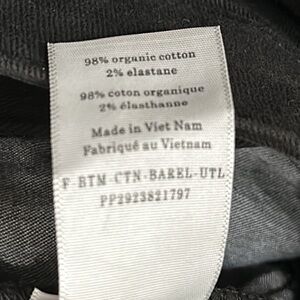 98% organic cotton
2% elastane
98% coton organique
2% élasthanne
Made in Viet Nam
Fabriqué au Vietnam
F-BTM-CTN-BAREL-UTL
PP2923821797